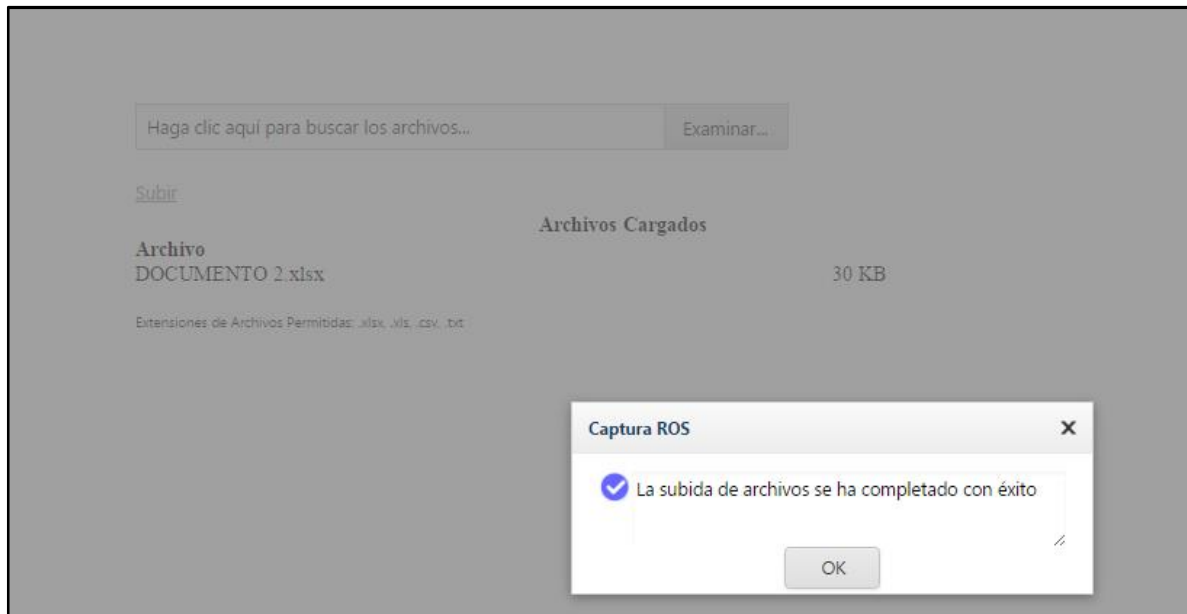 Haga clic aquí para buscar los archivos...
Examinar...
Subir
Archivos Cargados
Archivo
DOCUMENTO 2.xlsx 30 KB
Extensiones de Archivos Permitidas: .xlsx, .xls, .csv, .txt
Captura ROS
La subida de archivos se ha completado con éxito
OK